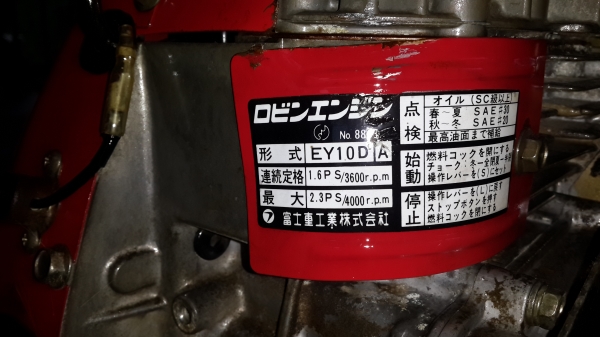 ロビンエンジン
形式 EY10D1A
連続定格 1.6PS/3600r.p.m
最大 2.3PS/4000r.p.m
富士重工業株式会社
点検
オイル(SC級以上)
春~夏 SAE#30
秋~冬 SAE#20
最高油面まで補給
始動
燃料コックを開にする
操作レバーを(S)にセット
停止
操作レバーを(L)に戻す
ストップボタンを押す
燃料コックを閉にする